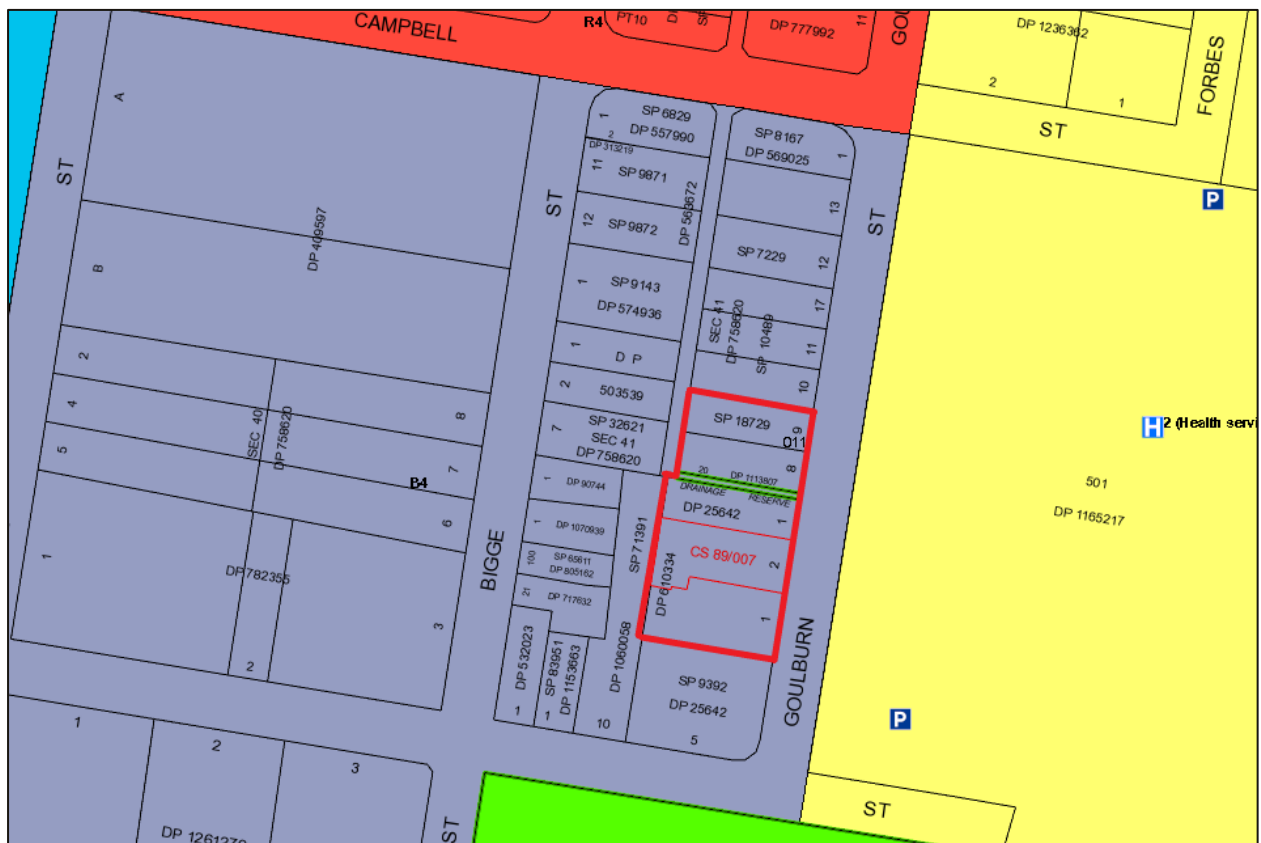 CAMPBELL
R4
PT10
DP 777992
11
DP 1236362
2
1
FORBES
ST
A
SP 6829
DP 557990
1
2
DP 313219
SP 8167
DP 569025
1
ST
11
SP 9871
DP 563672
13
P
ST
12
SP 9872
ST
DP 409597
SP 7229
12
B
1
SP 9143
DP 574936
SEC 41
DP 758620
SP 10489
17
11
1
D P
2
503539
10
2
8
SP 18729
9
O11
H
2 (Health servi
4
SEC 40
DP 758620
7
SP 32621
SEC 41
DP 758620
8
5
7
B4
6
1
DP 90744
20
DP 1113807
DRAINAGE
RESERVE
DP 25642
1
501
DP 1165217
1
DP 1070939
SP 71391
CS 89/007
2
1
DP 782355
BIGGE
100
SP 65611
DP 805162
DP 610334
21
DP 717632
1
3
GOULBURN
DP 532023
SP 83951
DP 1153663
DP 1060058
2
SP 9392
DP 25642
1
1
10
5
P
1
2
3
ST
ST